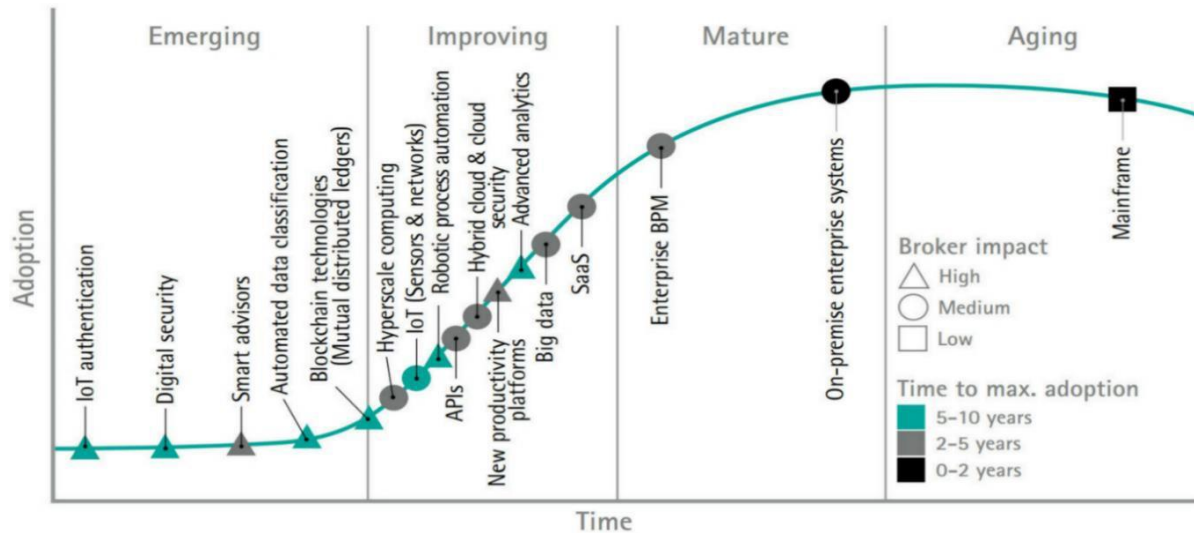 Emerging
Improving
Mature
Aging
Adoption
IoT authentication
Digital security
Smart advisors
Automated data classification
Blockchain technologies
(Mutual distributed ledgers)
Hyperscale computing
IoT (Sensors & networks)
Robotic process automation
APIs
Hybrid cloud & cloud
security
New productivity
platforms
Advanced analytics
Big data
SaaS
Enterprise BPM
On-premise enterprise systems
Mainframe
Broker impact
High
Medium
Low
Time to max. adoption
5–10 years
2–5 years
0–2 years
Time